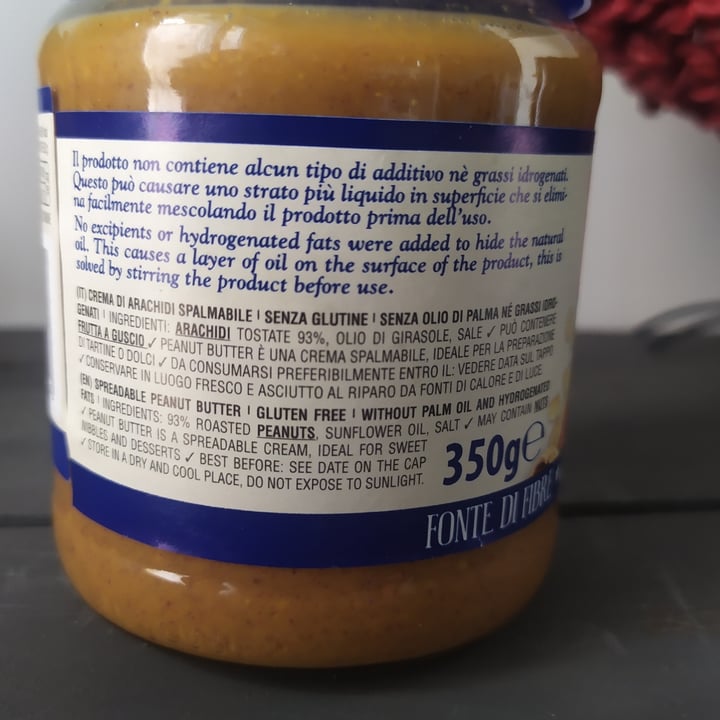 Il prodotto non contiene alcun tipo di additivo nè grassi idrogenati.
Questo può causare uno strato più liquido in superficie che si elimi-
na facilmente mescolando il prodotto prima dell'uso.
No excipients or hydrogenated fats were added to hide the natural
oil. This causes a layer of oil on the surface of the product, this is
solved by stirring the product before use.
(IT) CREMA DI ARACHIDI SPALMABILE | SENZA GLUTINE | SENZA OLIO DI PALMA NÉ GRASSI IDRO-
GENATI | INGREDIENTI: ARACHIDI TOSTATE 93%, OLIO DI GIRASOLE, SALE ✓ PUÒ CONTENERE
FRUTTA A GUSCIO ✓ PEANUT BUTTER È UNA CREMA SPALMABILE, IDEALE PER LA PREPARAZIONE
DI TARTINE O DOLCI ✓ DA CONSUMARSI PREFERIBILMENTE ENTRO IL: VEDERE DATA SUL TAPPO
✓ CONSERVARE IN LUOGO FRESCO E ASCIUTTO AL RIPARO DA FONTI DI CALORE E DI LUCE.
(EN) SPREADABLE PEANUT BUTTER | GLUTEN FREE | WITHOUT PALM OIL AND HYDROGENATED
FATS | INGREDIENTS: 93% ROASTED PEANUTS, SUNFLOWER OIL, SALT ✓ MAY CONTAIN NUTS
✓ PEANUT BUTTER IS A SPREADABLE CREAM, IDEAL FOR SWEET
NIBBLES AND DESSERTS ✓ BEST BEFORE: SEE DATE ON THE CAP
✓ STORE IN A DRY AND COOL PLACE, DO NOT EXPOSE TO SUNLIGHT.
350g℮
FONTE DI FIBRE